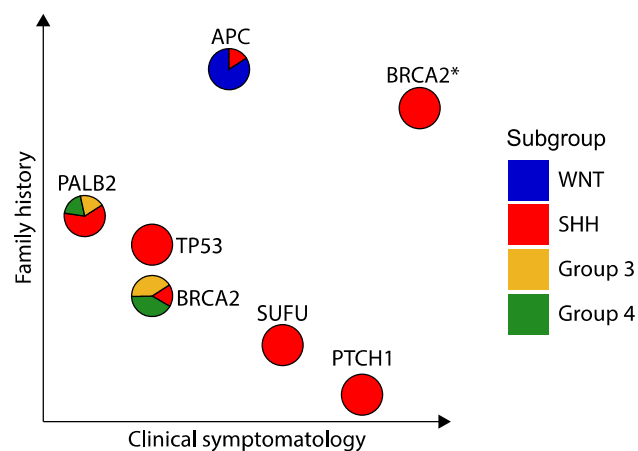 APC
BRCA2*
PALB2
TP53
BRCA2
SUFU
PTCH1
Family history
Clinical symptomatology
Subgroup
WNT
SHH
Group 3
Group 4